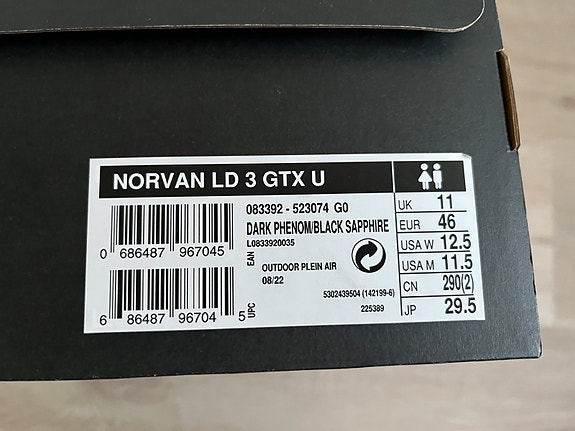 NORVAN LD 3 GTX U
083392 - 523074 G0
DARK PHENOM/BLACK SAPPHIRE
L0833920035
0 686487 967045
EAN
OUTDOOR PLEIN AIR
08/22
5302439504 (142199-6)
225389
6 86487 96704 5
UPC
UK 11
EUR 46
USA W 12.5
USA M 11.5
CN 290(2)
JP 29.5